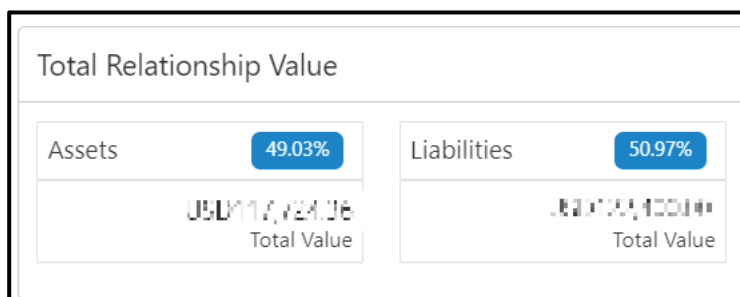 Total Relationship Value
Assets
49.03%
Total Value
Liabilities
50.97%
Total Value